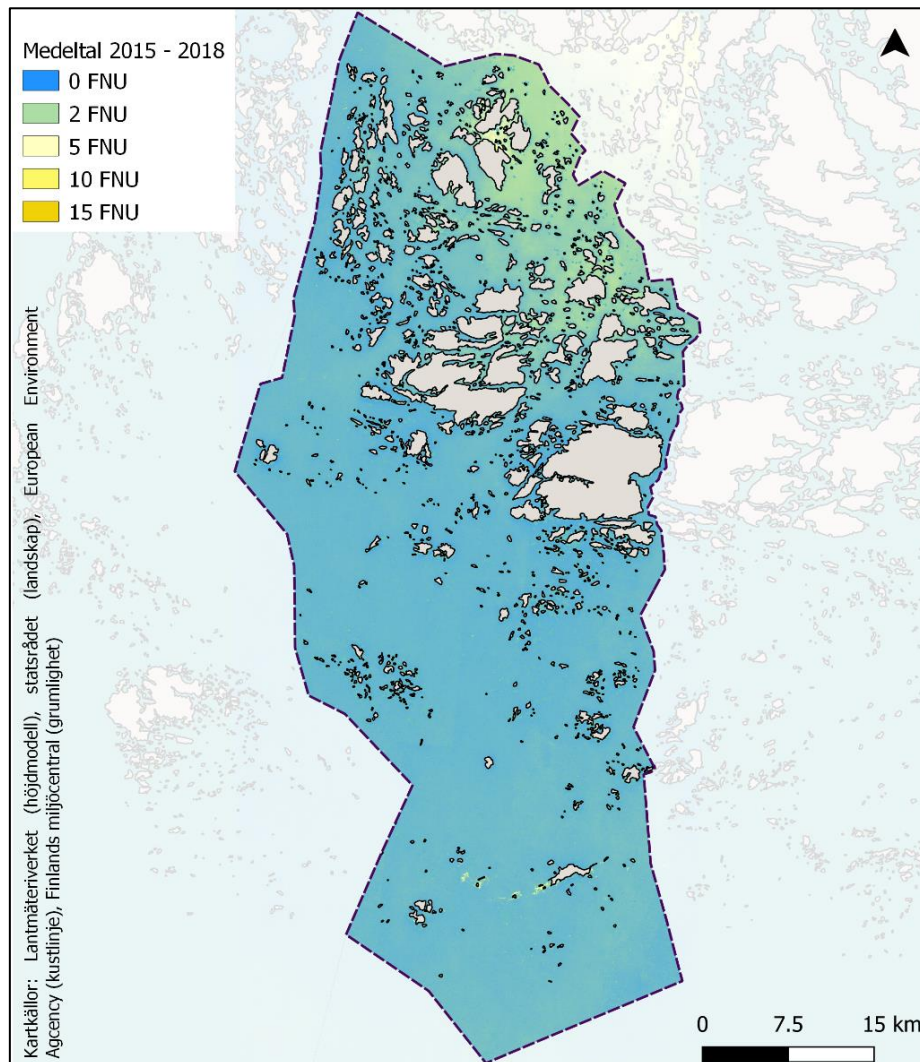 Medeltal 2015 - 2018
0 FNU
2 FNU
5 FNU
10 FNU
15 FNU
Kartkällor: Lantmäteriverket (höjdmodell), statsrådet (landskap), European Environment
Agcency (kustlinje), Finlands miljöcentral (grumlighet)
0 7.5 15 km